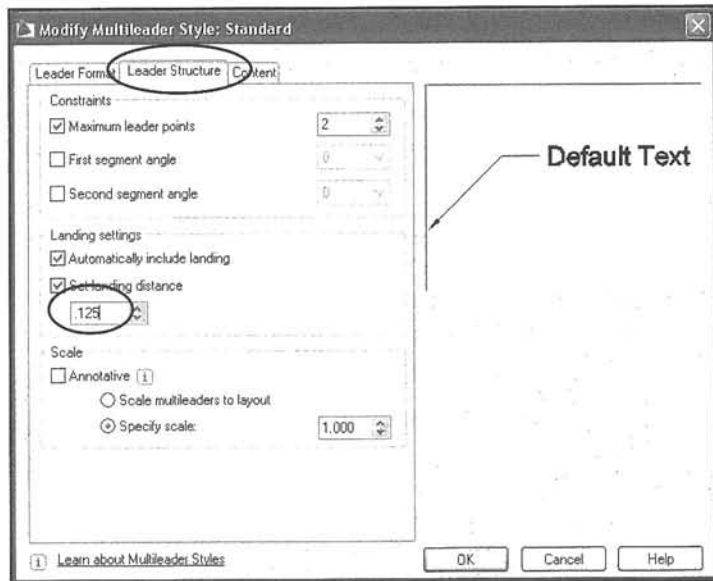 Modify Multileader Style: Standard
Leader Format Leader Structure Content
Constraints
Maximum leader points 2
First segment angle 0
Second segment angle 0
Landing settings
Automatically include landing
Set landing distance
.125
Scale
Annotative i
Scale multileaders to layout
Specify scale: 1.000
Default Text
i Learn about Multileader Styles
OK Cancel Help